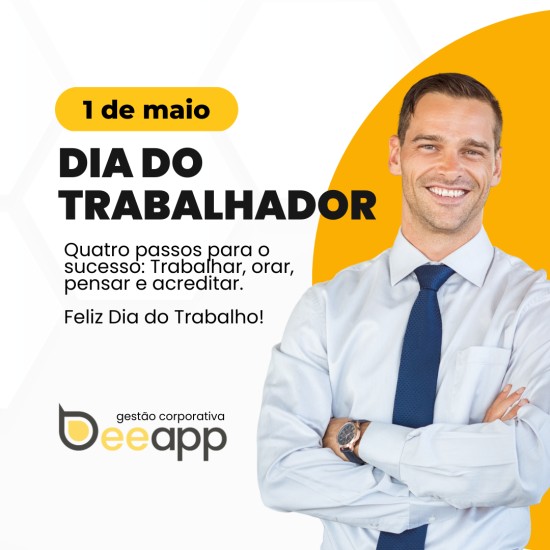 1 de maio
DIA DO
TRABALHADOR
Quatro passos para o
sucesso: Trabalhar, orar,
pensar e acreditar.
Feliz Dia do Trabalho!
gestão corporativa
beeapp